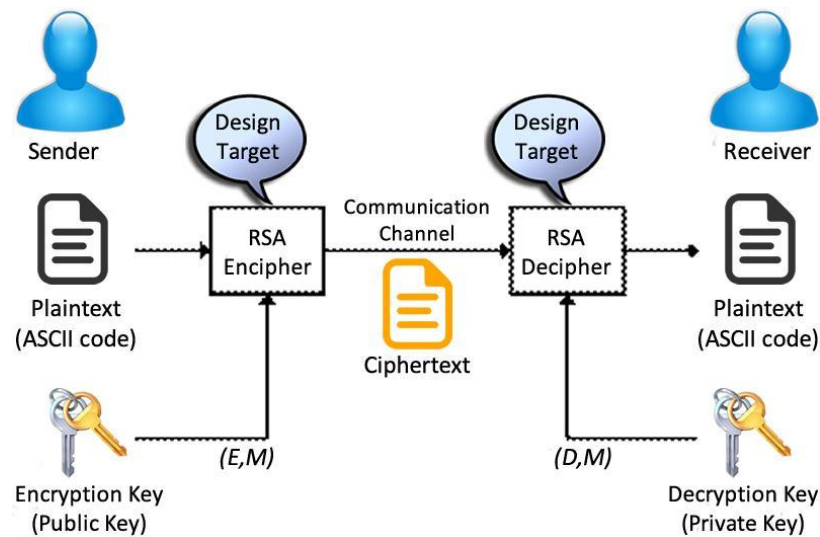 Sender
Design
Target
Design
Target
Receiver
Communication
Channel
RSA
Encipher
RSA
Decipher
Plaintext
(ASCII code)
Ciphertext
Plaintext
(ASCII code)
(E,M)
(D,M)
Encryption Key
(Public Key)
Decryption Key
(Private Key)